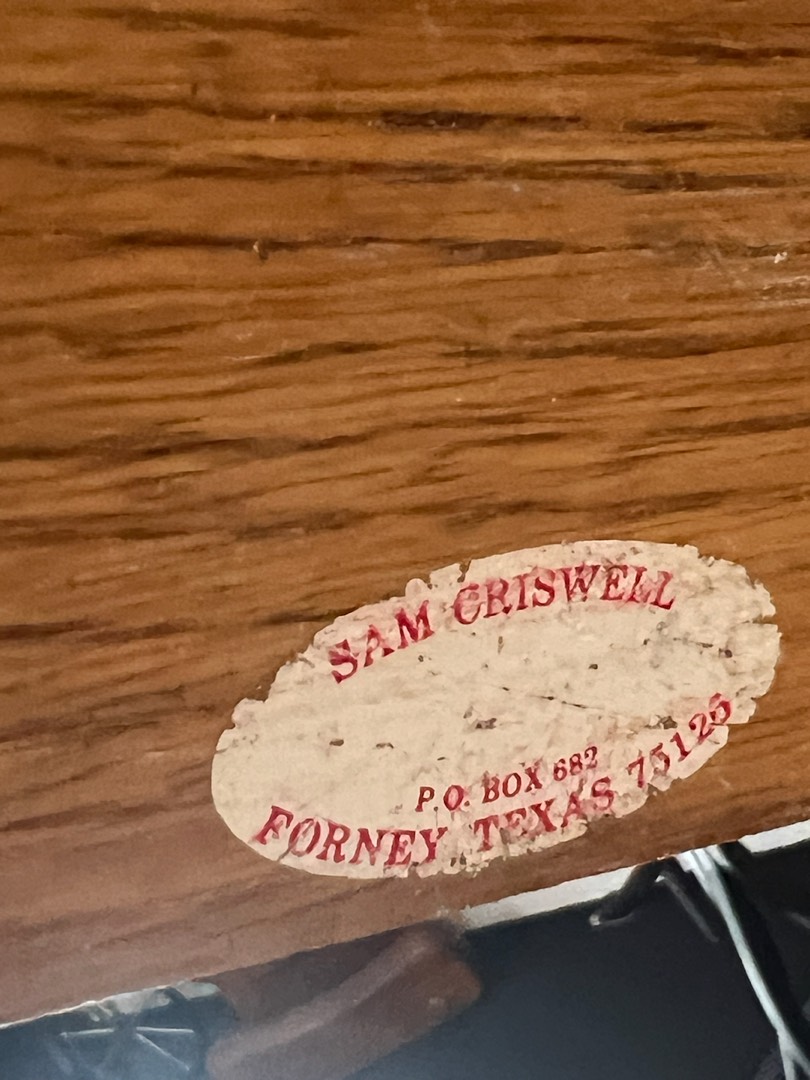 SAM CRISWELL
P.O. BOX 682
FORNEY TEXAS 75126